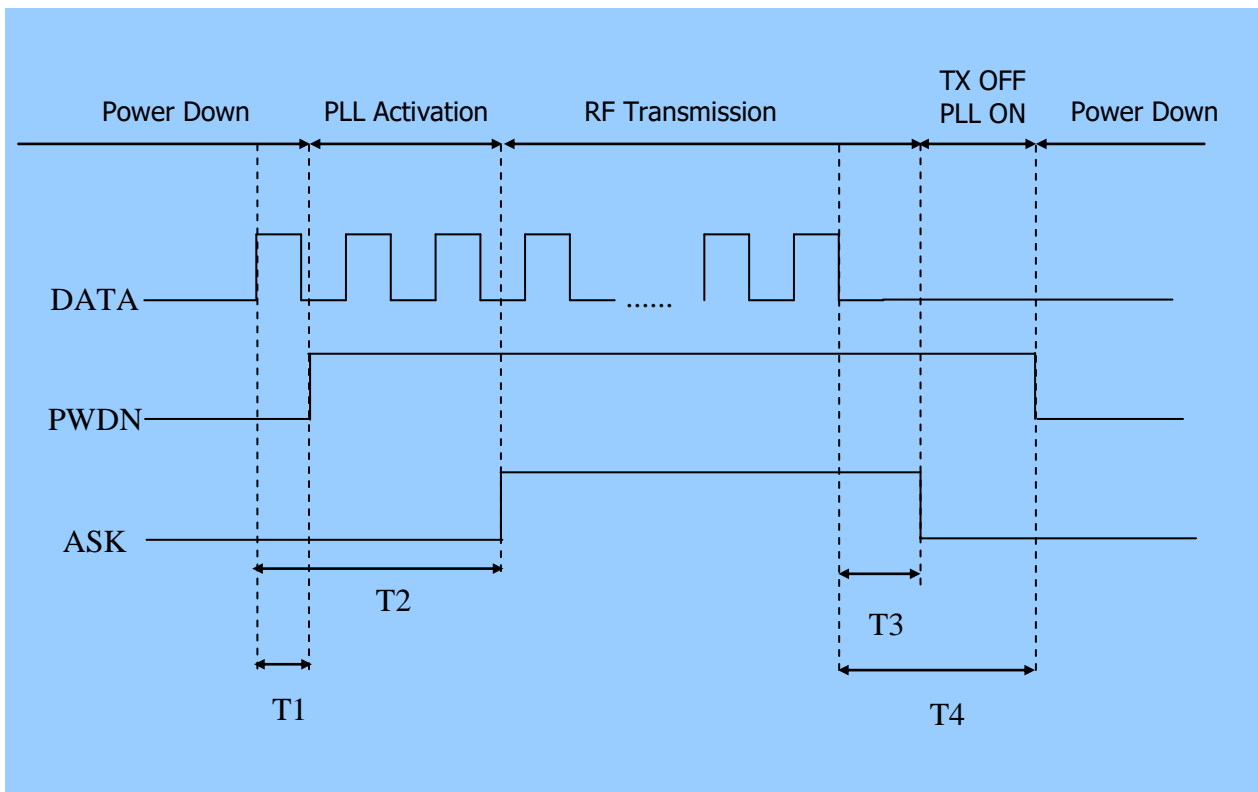 TX OFF
Power Down PLL Activation RF Transmission PLL ON Power Down
DATA ......
PWDN
ASK
T2
T3
T1
T4